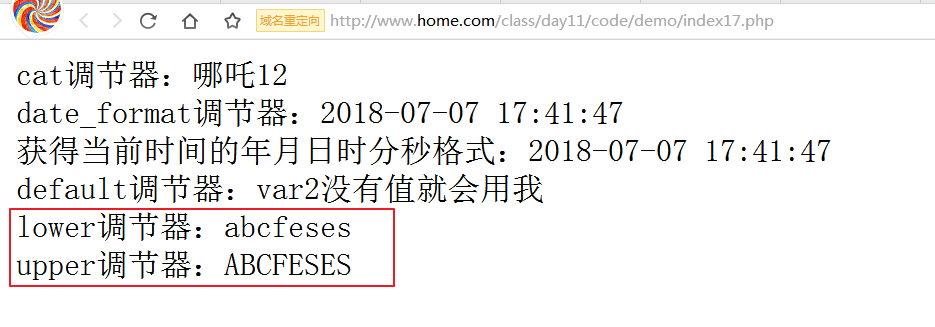 域名重定向 http://www.home.com/class/day11/code/demo/index17.php
cat调节器：哪吒12
date_format调节器：2018-07-07 17:41:47
获得当前时间的年月日时分秒格式：2018-07-07 17:41:47
default调节器：var2没有值就会用我
lower调节器：abcfeses
upper调节器：ABCFESES